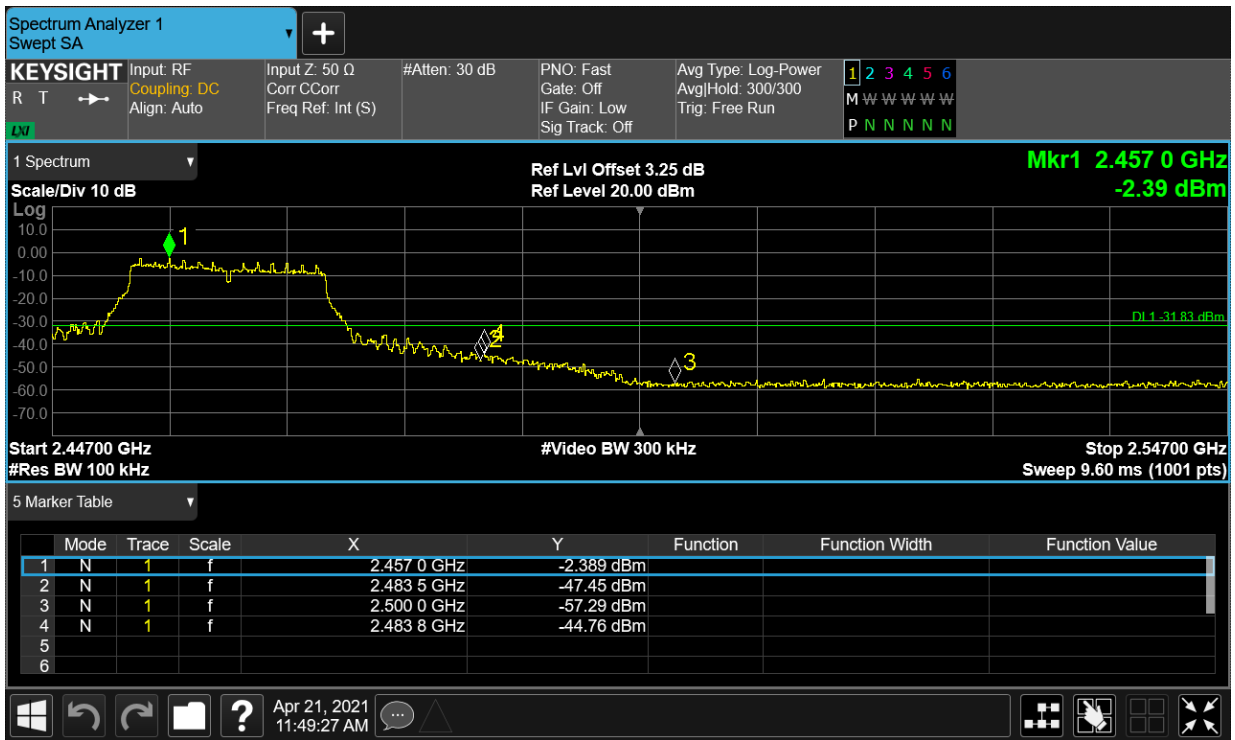 Spectrum Analyzer 1
Swept SA
+
KEYSIGHT Input: RF Input Z: 50 Ω #Atten: 30 dB PNO: Fast Avg Type: Log-Power 1 2 3 4 5 6
R T Coupling: DC Corr CCorr Gate: Off Avg|Hold: 300/300 M W W W W W
Align: Auto Freq Ref: Int (S) IF Gain: Low Trig: Free Run
LXI Sig Track: Off P N N N N N N
1 Spectrum Ref Lvl Offset 3.25 dB Mkr1 2.457 0 GHz
Scale/Div 10 dB Ref Level 20.00 dBm -2.39 dBm
Log
10.0 1
0.00
-10.0
-20.0
-30.0 DL1 -31.83 dBm
-40.0 2 4
-50.0 3
-60.0
-70.0
Start 2.44700 GHz #Video BW 300 kHz Stop 2.54700 GHz
#Res BW 100 kHz Sweep 9.60 ms (1001 pts)
5 Marker Table
Mode Trace Scale X Y Function Function Width Function Value
1 N 1 f 2.457 0 GHz -2.389 dBm
2 N 1 f 2.483 5 GHz -47.45 dBm
3 N 1 f 2.500 0 GHz -57.29 dBm
4 N 1 f 2.483 8 GHz -44.76 dBm
5
6
? Apr 21, 2021
11:49:27 AM